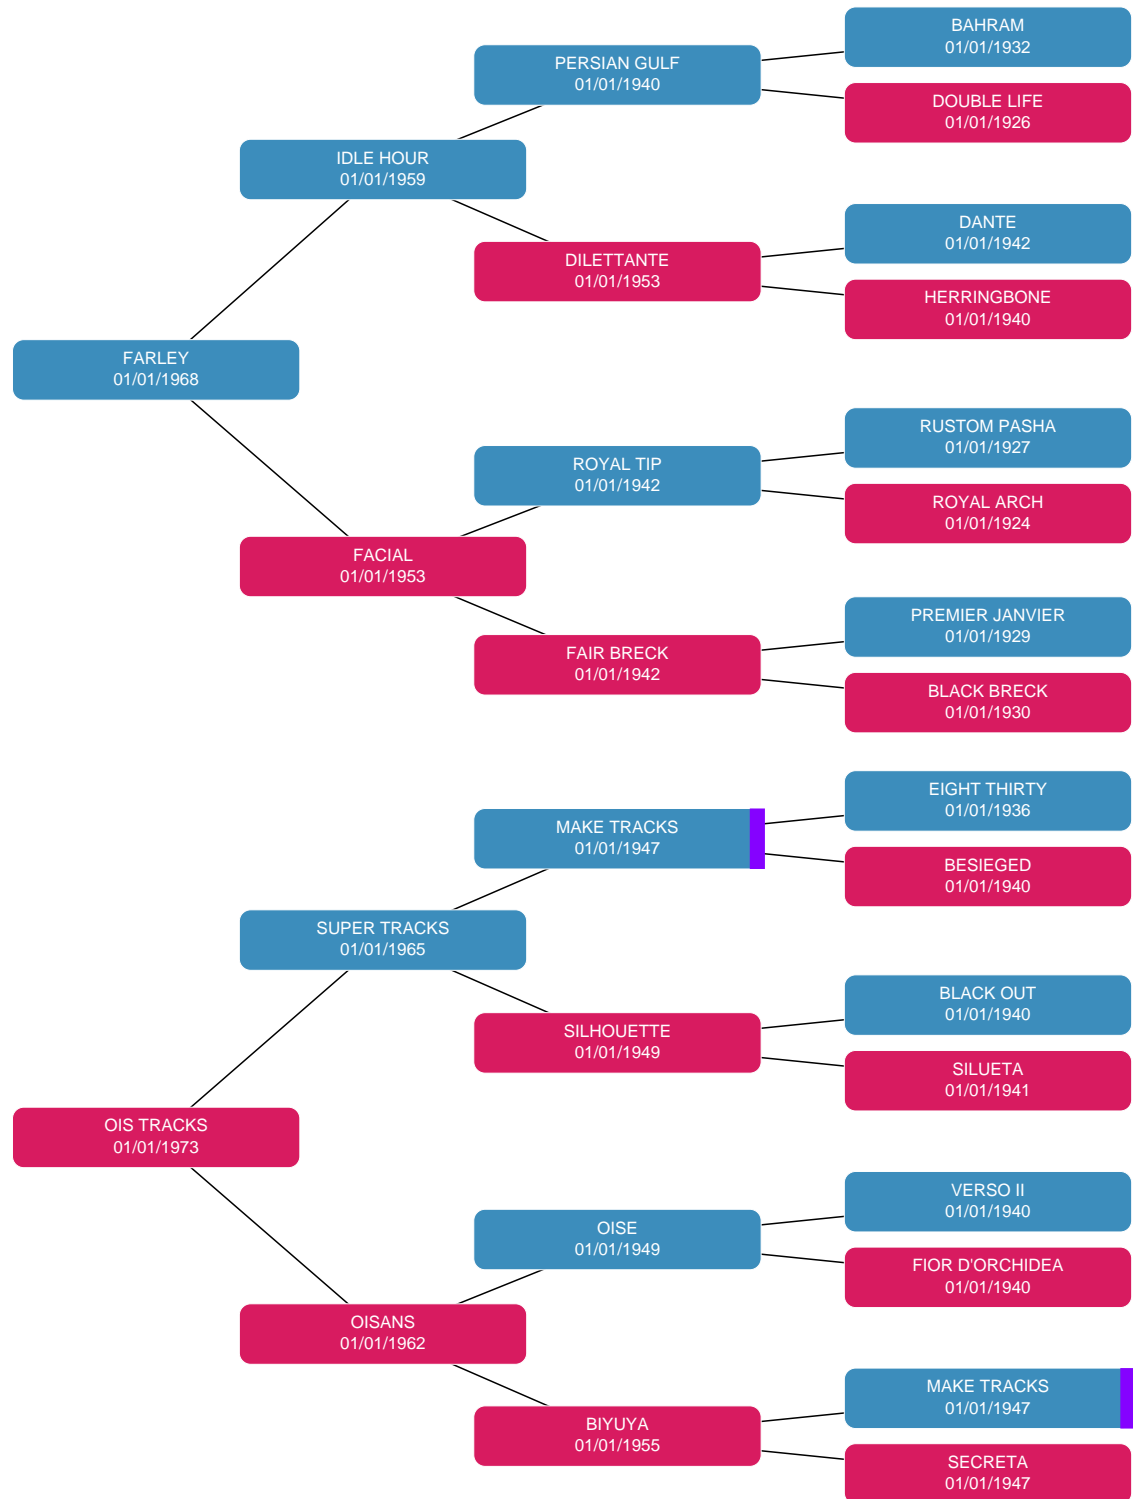 BAHRAM
01/01/1932
PERSIAN GULF
01/01/1940
DOUBLE LIFE
01/01/1926
IDLE HOUR
01/01/1959
DANTE
01/01/1942
DILETTANTE
01/01/1953
HERRINGBONE
01/01/1940
FARLEY
01/01/1968
RUSTOM PASHA
01/01/1927
ROYAL TIP
01/01/1942
ROYAL ARCH
01/01/1924
FACIAL
01/01/1953
PREMIER JANVIER
01/01/1929
FAIR BRECK
01/01/1942
BLACK BRECK
01/01/1930
EIGHT THIRTY
01/01/1936
MAKE TRACKS
01/01/1947
BESIEGED
01/01/1940
SUPER TRACKS
01/01/1965
BLACK OUT
01/01/1940
SILHOUETTE
01/01/1949
SILUETA
01/01/1941
OIS TRACKS
01/01/1973
VERSO II
01/01/1940
OISE
01/01/1949
FIOR D'ORCHIDEA
01/01/1940
OISANS
01/01/1962
MAKE TRACKS
01/01/1947
BIYUYA
01/01/1955
SECRETA
01/01/1947